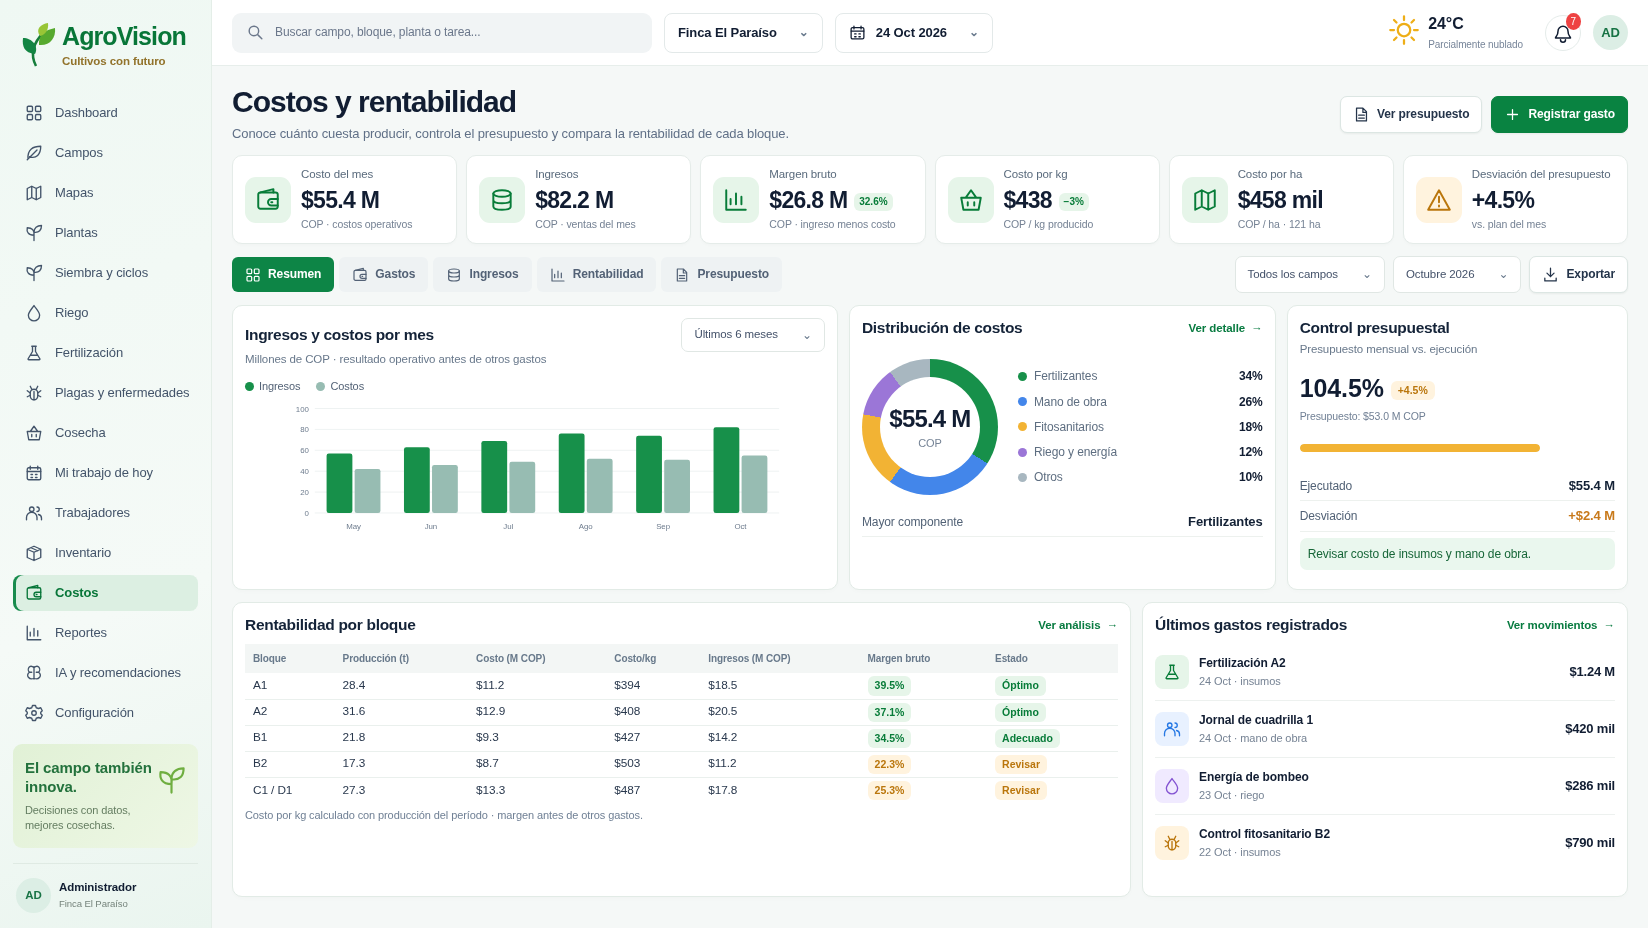 AgroVision
Cultivos con futuro
Dashboard
Campos
Mapas
Plantas
Siembra y ciclos
Riego
Fertilización
Plagas y enfermedades
Cosecha
Mi trabajo de hoy
Trabajadores
Inventario
Costos
Reportes
IA y recomendaciones
Configuración
El campo también
innova.
Decisiones con datos,
mejores cosechas.
AD
Administrador
Finca El Paraíso
Buscar campo, bloque, planta o tarea...
Finca El Paraíso
24 Oct 2026
24°C
Parcialmente nublado
7
AD
Costos y rentabilidad
Conoce cuánto cuesta producir, controla el presupuesto y compara la rentabilidad de cada bloque.
Ver presupuesto
Registrar gasto
Costo del mes
$55.4 M
COP · costos operativos
Ingresos
$82.2 M
COP · ventas del mes
Margen bruto
$26.8 M 32.6%
COP · ingreso menos costo
Costo por kg
$438 −3%
COP / kg producido
Costo por ha
$458 mil
COP / ha · 121 ha
Desviación del presupuesto
+4.5%
vs. plan del mes
Resumen
Gastos
Ingresos
Rentabilidad
Presupuesto
Todos los campos
Octubre 2026
Exportar
Ingresos y costos por mes
Últimos 6 meses
Millones de COP · resultado operativo antes de otros gastos
Ingresos Costos
100
80
60
40
20
0
May Jun Jul Ago Sep Oct
Distribución de costos
Ver detalle →
$55.4 M
COP
Fertilizantes 34%
Mano de obra 26%
Fitosanitarios 18%
Riego y energía 12%
Otros 10%
Mayor componente Fertilizantes
Control presupuestal
Presupuesto mensual vs. ejecución
104.5% +4.5%
Presupuesto: $53.0 M COP
Ejecutado $55.4 M
Desviación +$2.4 M
Revisar costo de insumos y mano de obra.
Rentabilidad por bloque
Ver análisis →
Bloque Producción (t) Costo (M COP) Costo/kg Ingresos (M COP) Margen bruto Estado
A1 28.4 $11.2 $394 $18.5 39.5% Óptimo
A2 31.6 $12.9 $408 $20.5 37.1% Óptimo
B1 21.8 $9.3 $427 $14.2 34.5% Adecuado
B2 17.3 $8.7 $503 $11.2 22.3% Revisar
C1 / D1 27.3 $13.3 $487 $17.8 25.3% Revisar
Costo por kg calculado con producción del período · margen antes de otros gastos.
Últimos gastos registrados
Ver movimientos →
Fertilización A2
24 Oct · insumos
$1.24 M
Jornal de cuadrilla 1
24 Oct · mano de obra
$420 mil
Energía de bombeo
23 Oct · riego
$286 mil
Control fitosanitario B2
22 Oct · insumos
$790 mil